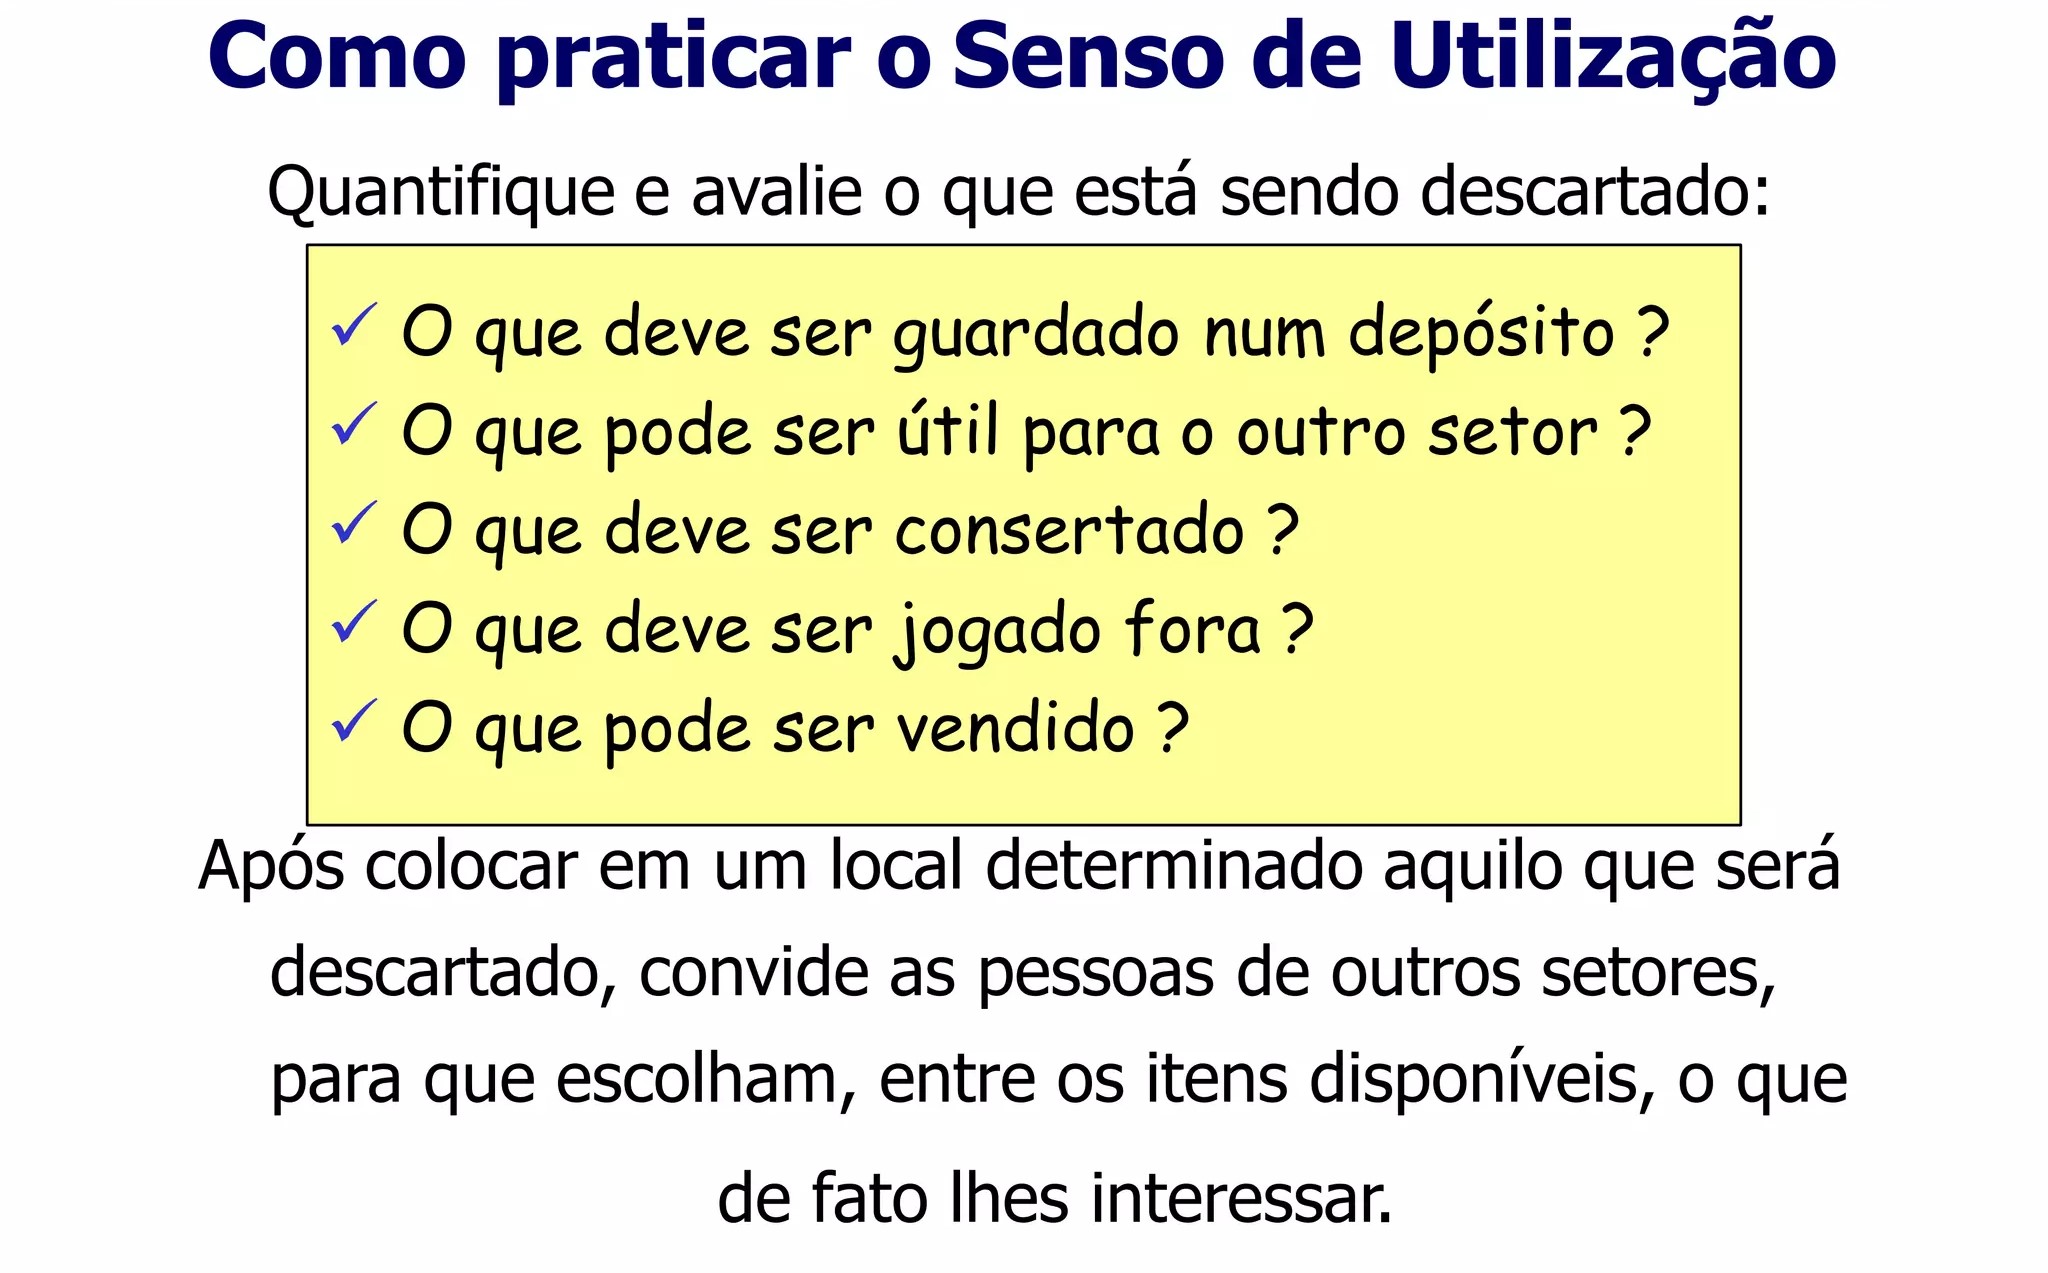 Como praticar o Senso de Utilização
Quantifique e avalie o que está sendo descartado:
✓ O que deve ser guardado num depósito ?
✓ O que pode ser útil para o outro setor ?
✓ O que deve ser consertado ?
✓ O que deve ser jogado fora ?
✓ O que pode ser vendido ?
Após colocar em um local determinado aquilo que será
descartado, convide as pessoas de outros setores,
para que escolham, entre os itens disponíveis, o que
de fato lhes interessar.